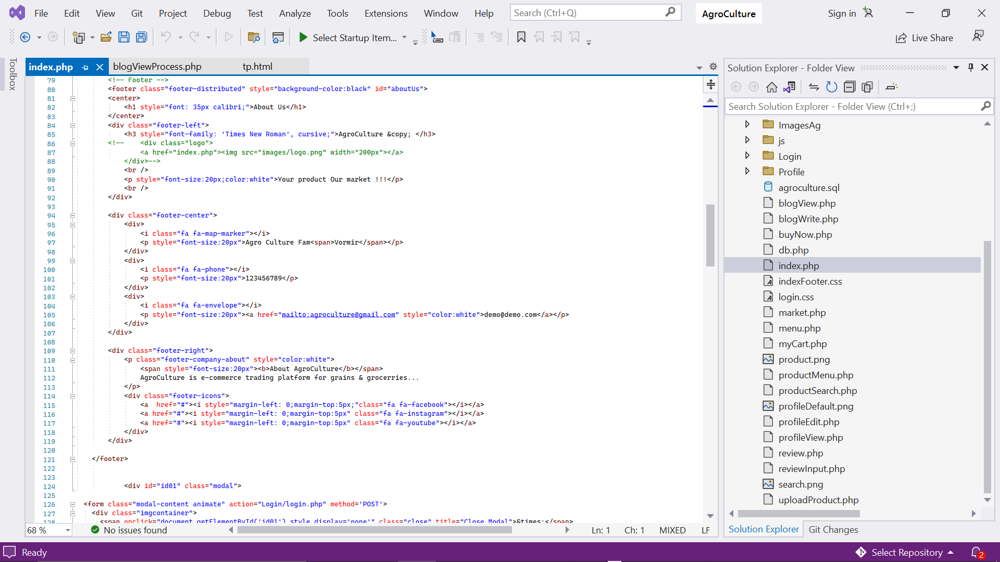 File Edit View Git Project Debug Test Analyze Tools Extensions Window Help Search (Ctrl+Q) AgroCulture Sign in
Select Startup Item... Live Share
Toolbox
index.php blogViewProcess.php tp.html
79 <!-- Footer -->
80 <footer class="footer-distributed" style="background-color:black" id="aboutUs">
81 <center>
82 <h1 style="font: 35px calibri;">About Us</h1>
83 </center>
84 <div class="footer-left">
85 <h3 style="font-family: 'Times New Roman', cursive;">AgroCulture &copy; </h3>
86 <!-- <div class="logo">
87 <a href="index.php"><img src="images/logo.png" width="200px"></a>
88 </div>-->
89 <br />
90 <p style="font-size:20px;color:white">Your product Our market !!!</p>
91 <br />
92 </div>
93
94 <div class="footer-center">
95 <div>
96 <i class="fa fa-map-marker"></i>
97 <p style="font-size:20px">Agro Culture Fam<span>Vormir</span></p>
98 </div>
99 <div>
100 <i class="fa fa-phone"></i>
101 <p style="font-size:20px">123456789</p>
102 </div>
103 <div>
104 <i class="fa fa-envelope"></i>
105 <p style="font-size:20px"><a href="mailto:agroculture@gmail.com" style="color:white">demo@demo.com</a></p>
106 </div>
107 </div>
108
109 <div class="footer-right">
110 <p class="footer-company-about" style="color:white">
111 <span style="font-size:20px"><b>About AgroCulture</b></span>
112 AgroCulture is e-commerce trading platform for grains & grocerries...
113 </p>
114 <div class="footer-icons">
115 <a  href="#"><i style="margin-left: 0;margin-top:5px;"class="fa fa-facebook"></i></a>
116 <a href="#"><i style="margin-left: 0;margin-top:5px" class="fa fa-instagram"></i></a>
117 <a href="#"><i style="margin-left: 0;margin-top:5px" class="fa fa-youtube"></i></a>
118 </div>
119 </div>
120
121 </footer>
122
123
124 <div id="id01" class="modal">
125
126 <form class="modal-content animate" action="Login/login.php" method='POST'>
127 <div class="imgcontainer">
128 <span onclick="document.getElementById('id01').style.display='none'" class="close" title="Close Modal">&times;</span>
68 % No issues found Ln: 1 Ch: 1 MIXED LF
Solution Explorer - Folder View
Search Solution Explorer - Folder View (Ctrl+;)
ImagesAg
js
Login
Profile
agroculture.sql
blogView.php
blogWrite.php
buyNow.php
db.php
index.php
indexFooter.css
login.css
market.php
menu.php
myCart.php
product.png
productMenu.php
productSearch.php
profileDefault.png
profileEdit.php
profileView.php
review.php
reviewInput.php
search.png
uploadProduct.php
Solution Explorer Git Changes
Ready Select Repository 2